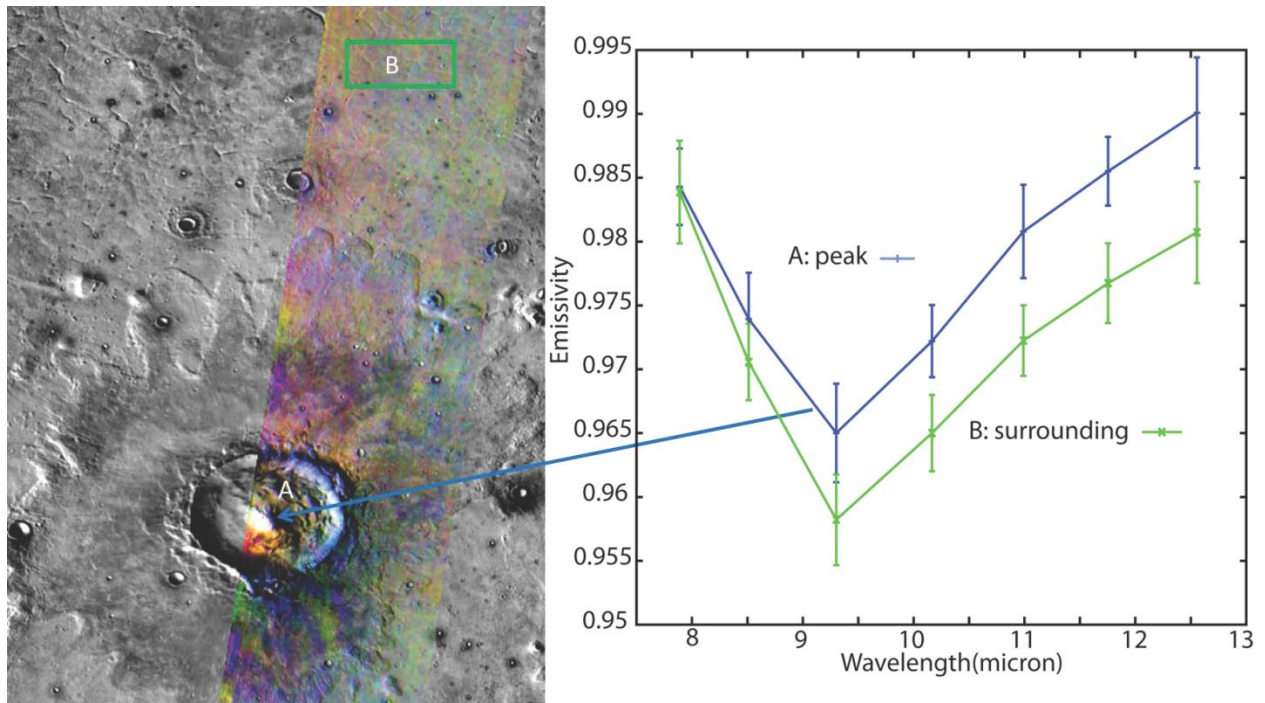 B
A
0.995
0.99
0.985
0.98
0.975
0.97
0.965
0.96
0.955
0.95
Emissivity
A: peak
B: surrounding
8 9 10 11 12 13
Wavelength(micron)